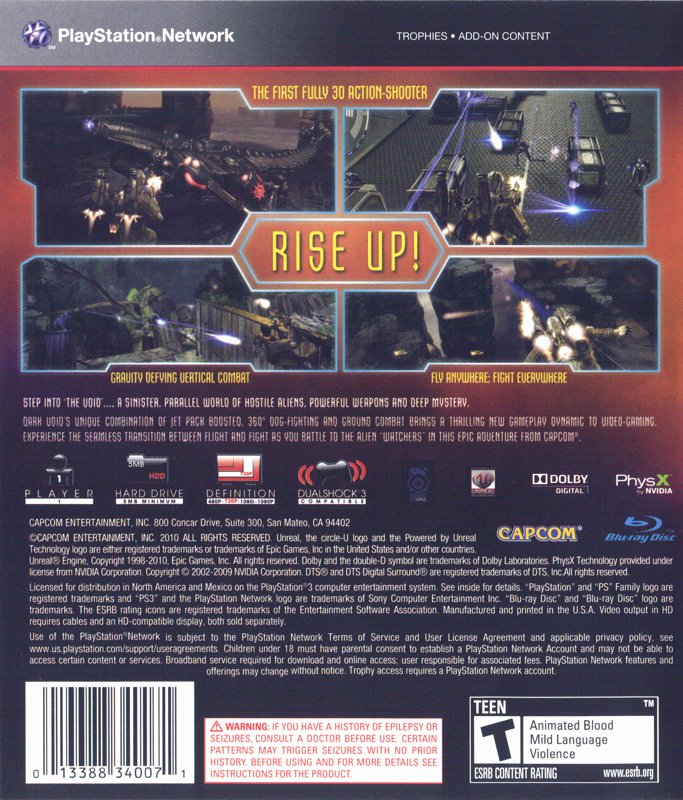 PlayStation®Network
SM
TROPHIES • ADD-ON CONTENT
THE FIRST FULLY 3D ACTION-SHOOTER
RISE UP!
GRAVITY DEFYING VERTICAL COMBAT
FLY ANYWHERE; FIGHT EVERYWHERE
STEP INTO 'THE VOID'.... A SINISTER, PARALLEL WORLD OF HOSTILE ALIENS, POWERFUL WEAPONS AND DEEP MYSTERY.
DARK VOID'S UNIQUE COMBINATION OF JET PACK BOOSTED, 360° DOG-FIGHTING AND GROUND COMBAT BRINGS A THRILLING NEW GAMEPLAY DYNAMIC TO VIDEO-GAMING.
EXPERIENCE THE SEAMLESS TRANSITION BETWEEN FLIGHT AND FIGHT AS YOU BATTLE TO THE ALIEN "WATCHERS" IN THIS EPIC ADVENTURE FROM CAPCOM®.
1
PLAYER
1
5MB
HDD
HARD DRIVE
5MB MINIMUM
720P
DEFINITION
480P•720P•1080i•1080P
DUALSHOCK 3
COMPATIBLE
UNREAL
DOLBY
DIGITAL
PhysX
by NVIDIA
CAPCOM ENTERTAINMENT, INC. 800 Concar Drive, Suite 300, San Mateo, CA 94402
©CAPCOM ENTERTAINMENT, INC. 2010 ALL RIGHTS RESERVED. Unreal, the circle-U logo and the Powered by Unreal
Technology logo are either registered trademarks or trademarks of Epic Games, Inc in the United States and/or other countries.
CAPCOM
Blu-ray Disc
TM
Unreal® Engine, Copyright 1998-2010, Epic Games, Inc. All rights reserved. Dolby and the double-D symbol are trademarks of Dolby Laboratories. PhysX Technology provided under
license from NVIDIA Corporation. Copyright © 2002-2009 NVIDIA Corporation. DTS® and DTS Digital Surround® are registered trademarks of DTS, Inc.All rights reserved.
Licensed for distribution in North America and Mexico on the PlayStation®3 computer entertainment system. See inside for details. "PlayStation" and "PS" Family logo are
registered trademarks and "PS3" and the PlayStation Network logo are trademarks of Sony Computer Entertainment Inc. "Blu-ray Disc" and "Blu-ray Disc" logo are
trademarks. The ESRB rating icons are registered trademarks of the Entertainment Software Association. Manufactured and printed in the U.S.A. Video output in HD
requires cables and an HD-compatible display, both sold separately.
Use of the PlayStation®Network is subject to the PlayStation Network Terms of Service and User License Agreement and applicable privacy policy, see
www.us.playstation.com/support/useragreements. Children under 18 must have parental consent to establish a PlayStation Network Account and may not be able to
access certain content or services. Broadband service required for download and online access; user responsible for associated fees. PlayStation Network features and
offerings may change without notice. Trophy access requires a PlayStation Network account.
0 13388 34007 1
WARNING: IF YOU HAVE A HISTORY OF EPILEPSY OR
SEIZURES, CONSULT A DOCTOR BEFORE USE. CERTAIN
PATTERNS MAY TRIGGER SEIZURES WITH NO PRIOR
HISTORY. BEFORE USING AND FOR MORE DETAILS SEE
INSTRUCTIONS FOR THE PRODUCT.
TEEN
TM
T
Animated Blood
Mild Language
Violence
ESRB CONTENT RATING
www.esrb.org